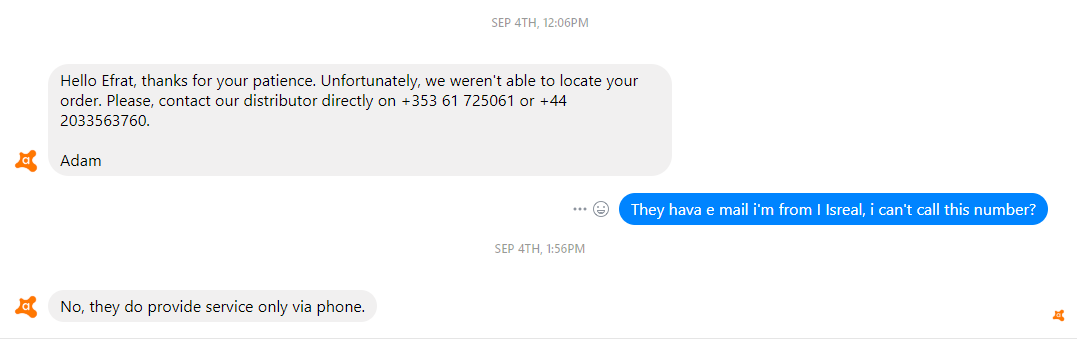 SEP 4TH, 12:06PM
Hello Efrat, thanks for your patience. Unfortunately, we weren't able to locate your
order. Please, contact our distributor directly on +353 61 725061 or +44
2033563760.
Adam
They hava e mail i'm from I Isreal, i can't call this number?
SEP 4TH, 1:56PM
No, they do provide service only via phone.